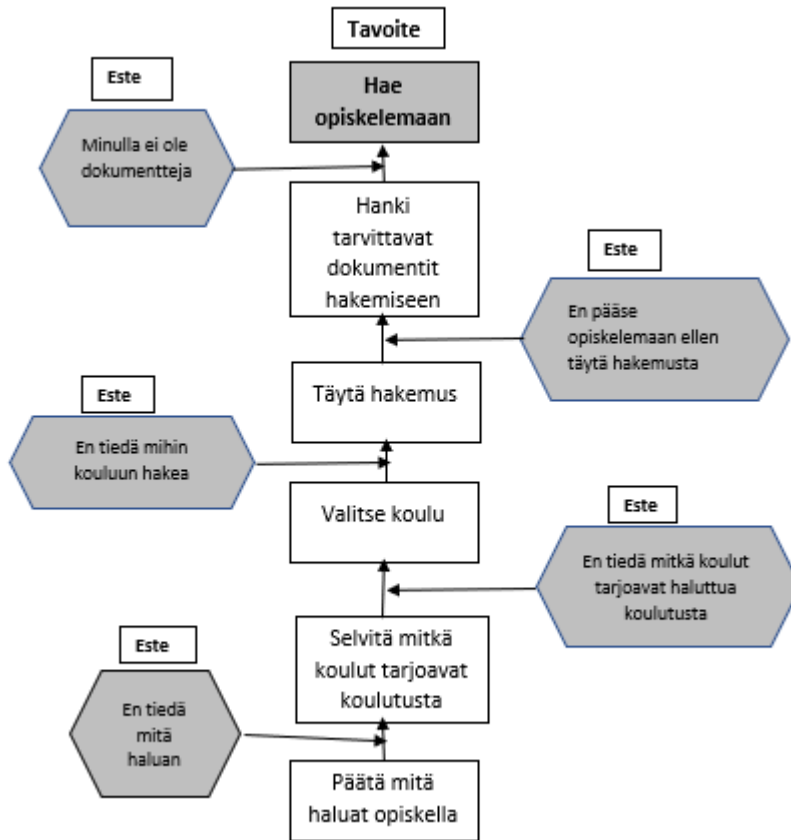 Tavoite
Hae
opiskelemaan
Este
Minulla ei ole
dokumentteja
Hanki
tarvittavat
dokumentit
hakemiseen
Este
En pääse
opiskelemaan ellen
täytä hakemusta
Täytä hakemus
Este
En tiedä mihin
kouluun hakea
Valitse koulu
Este
En tiedä mitkä koulut
tarjoavat haluttua
koulutusta
Selvitä mitkä
koulut tarjoavat
koulutusta
Este
En tiedä
mitä
haluan
Päätä mitä
haluat opiskella